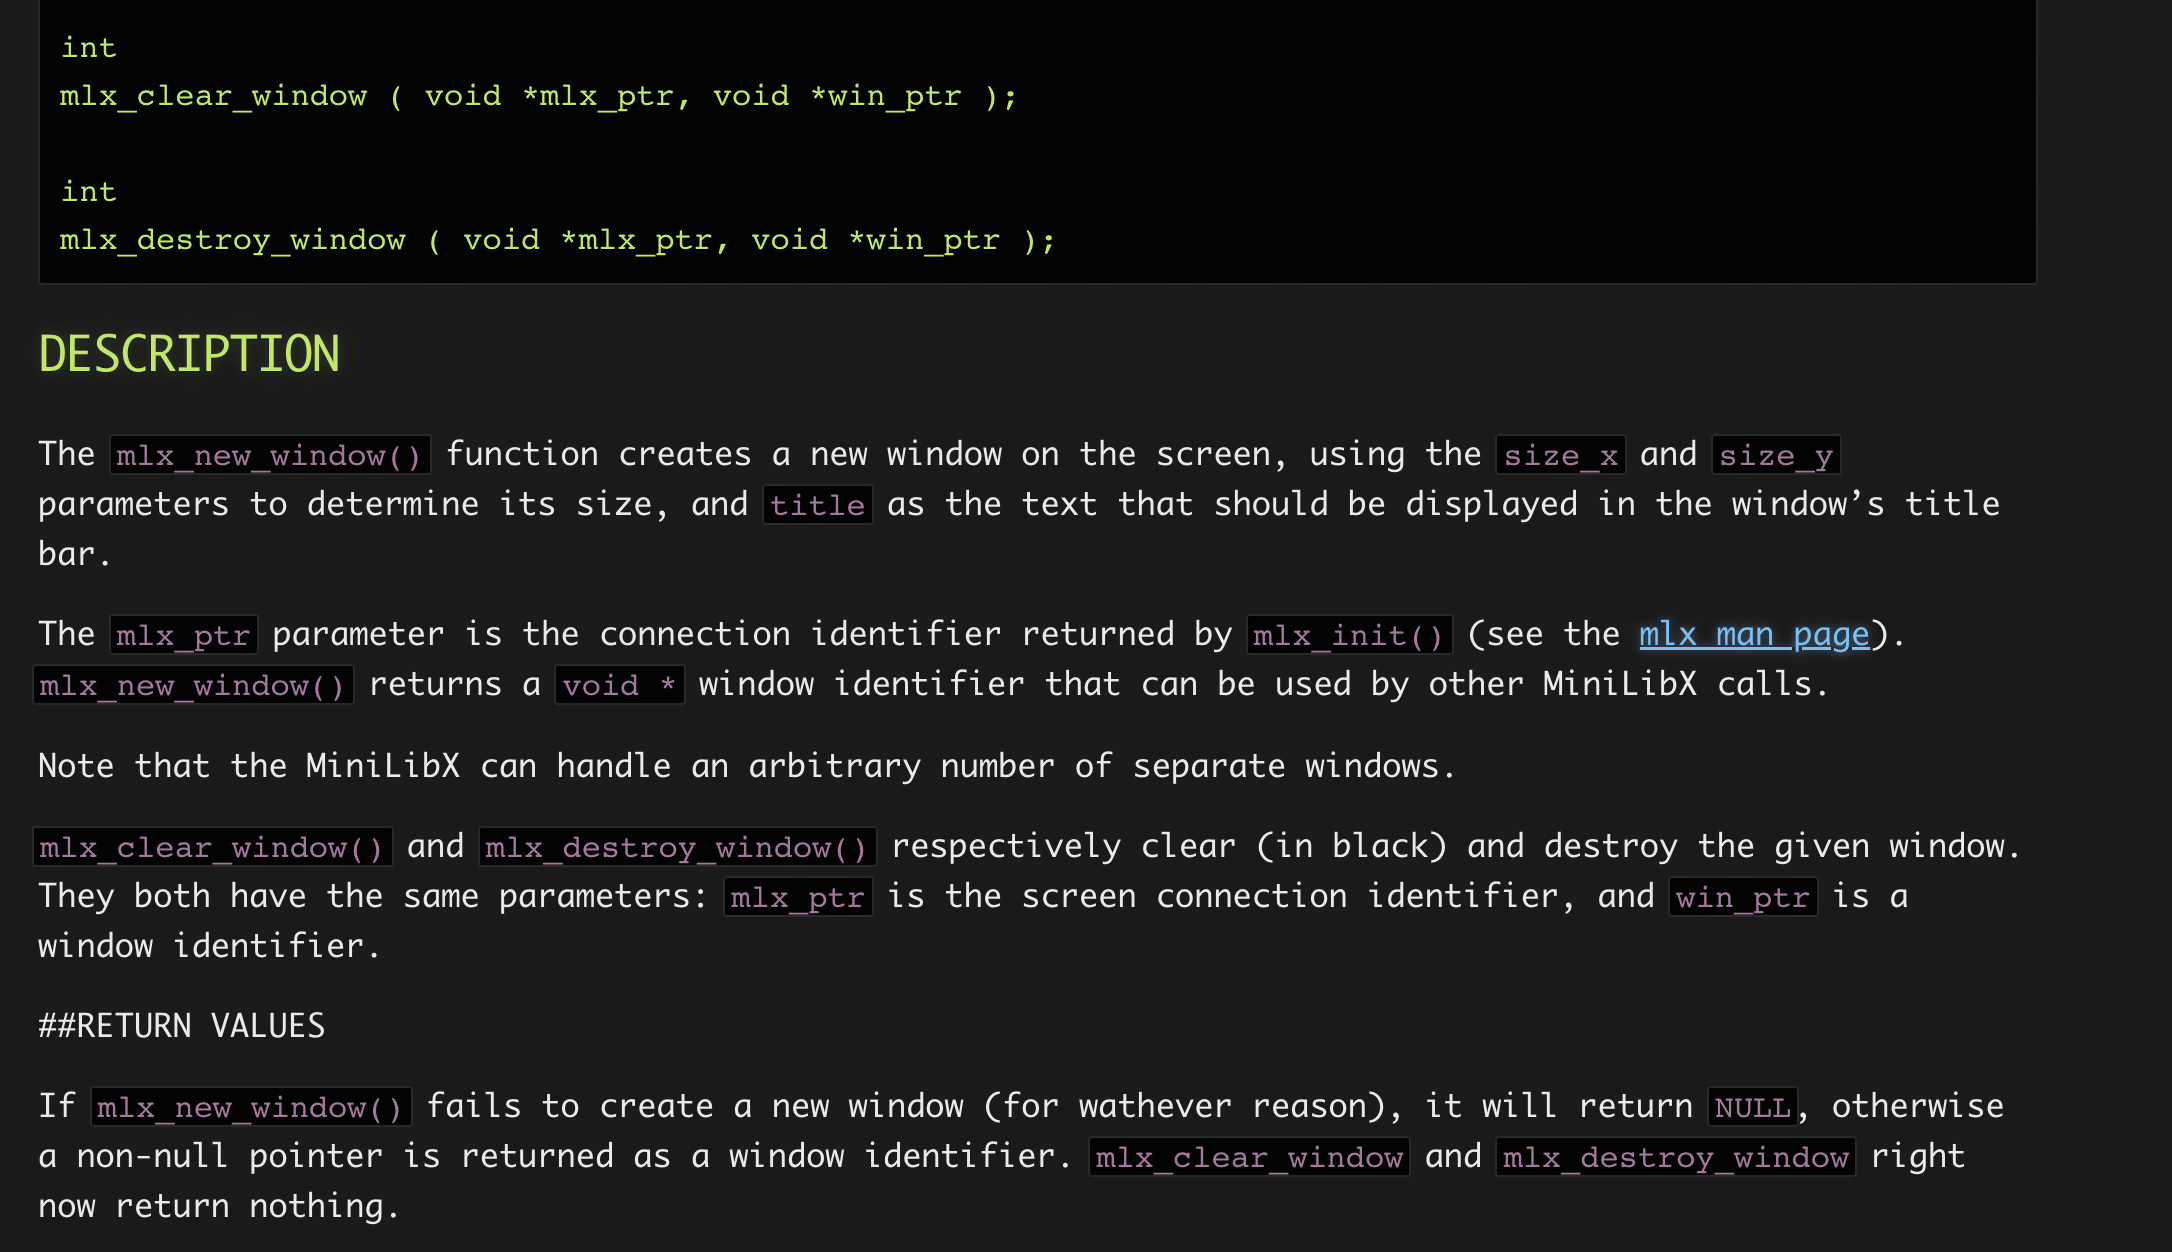 int
mlx_clear_window ( void *mlx_ptr, void *win_ptr );
int
mlx_destroy_window ( void *mlx_ptr, void *win_ptr );
DESCRIPTION
The mlx_new_window() function creates a new window on the screen, using the size_x and size_y
parameters to determine its size, and title as the text that should be displayed in the window’s title
bar.
The mlx_ptr parameter is the connection identifier returned by mlx_init() (see the mlx man page).
mlx_new_window() returns a void * window identifier that can be used by other MiniLibX calls.
Note that the MiniLibX can handle an arbitrary number of separate windows.
mlx_clear_window() and mlx_destroy_window() respectively clear (in black) and destroy the given window.
They both have the same parameters: mlx_ptr is the screen connection identifier, and win_ptr is a
window identifier.
##RETURN VALUES
If mlx_new_window() fails to create a new window (for wathever reason), it will return NULL, otherwise
a non-null pointer is returned as a window identifier. mlx_clear_window and mlx_destroy_window right
now return nothing.